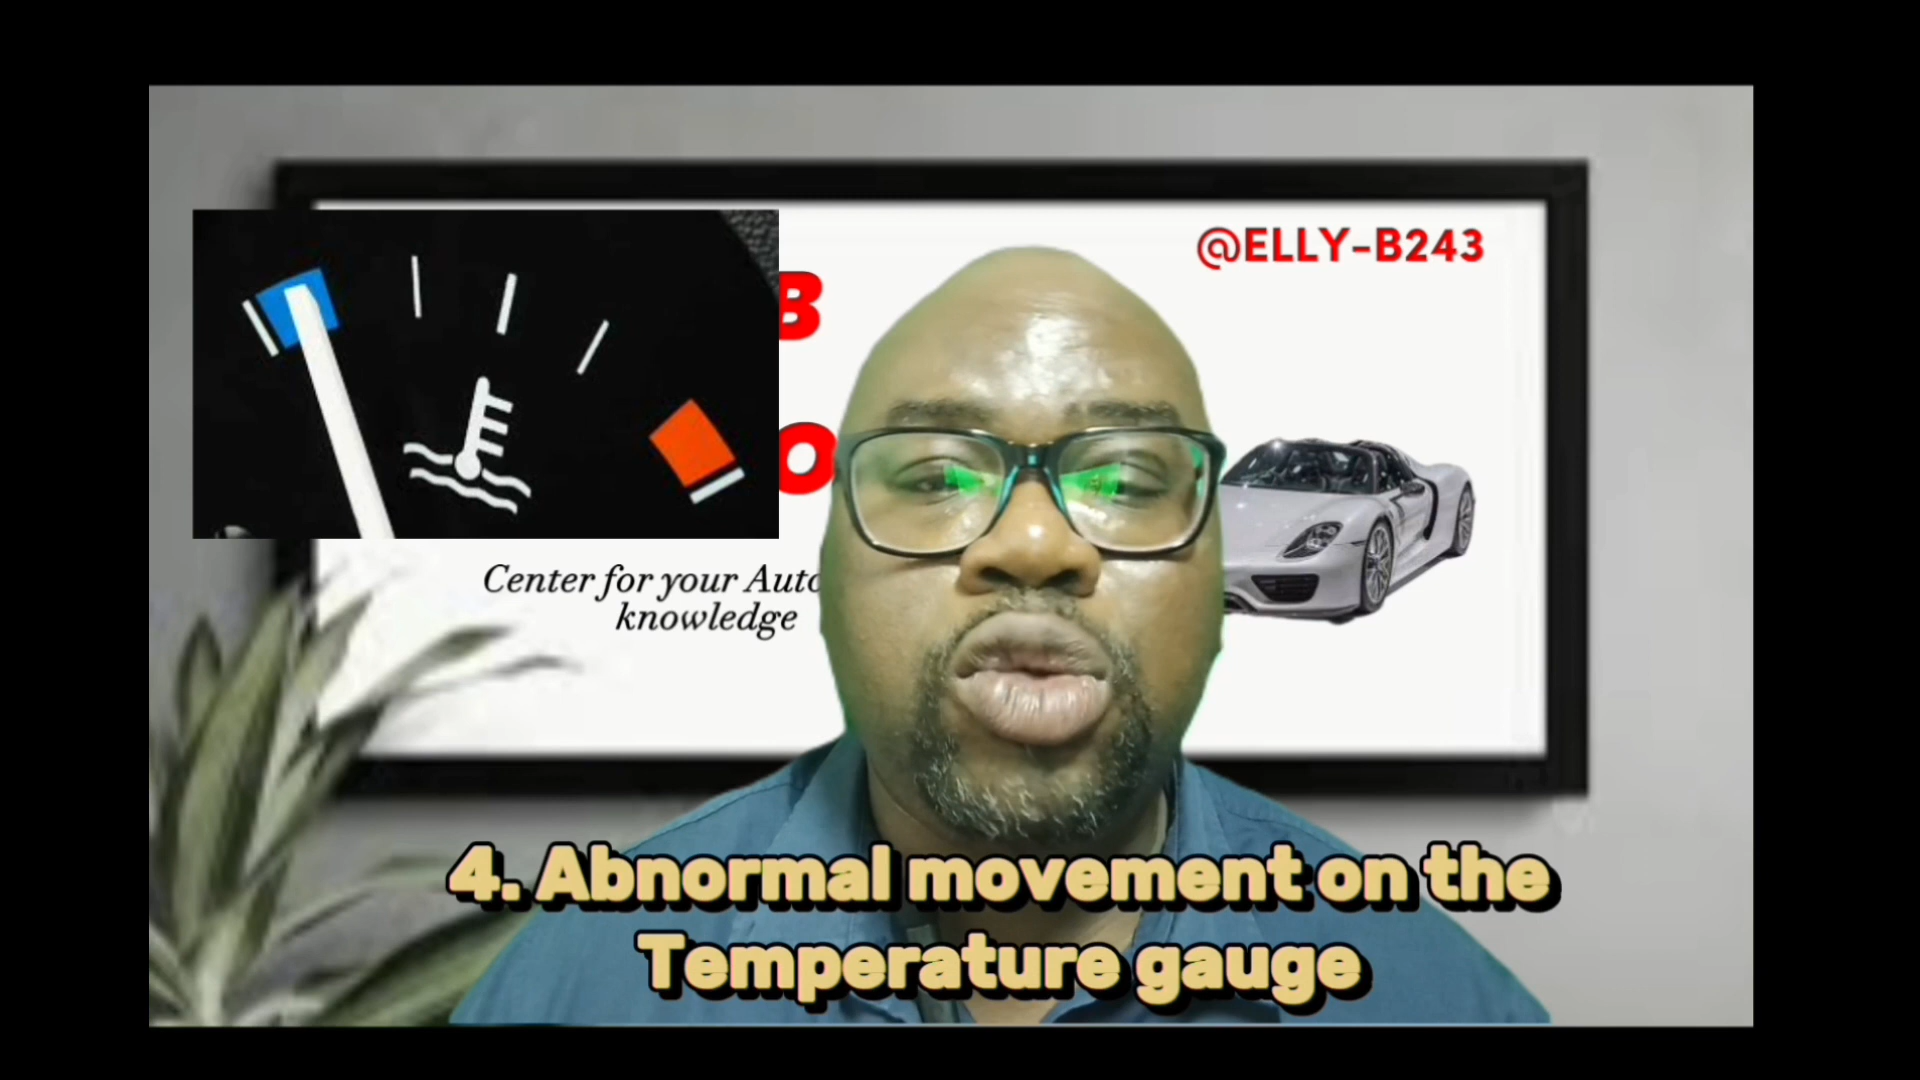 @ELLY-B243
B
O
Center for your Auto
knowledge
4. Abnormal movement on the
Temperature gauge